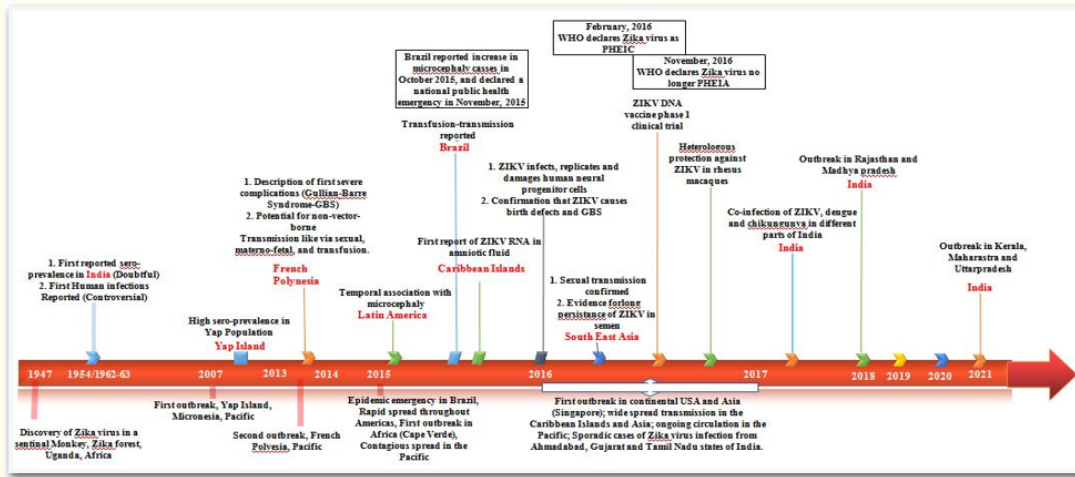 February, 2016
WHO declares Zika virus as
PHEIC
November, 2016
WHO declares Zika virus no
longer PHEIA
Brazil reported increase in
microcephaly casses in
October 2015, and declared a
national public health
emergency in November, 2015
Transfusion-transmission
reported
Brazil
ZIKV DNA
vaccine phase 1
clinical trial
Heterologous
protection against
ZIKV in rhesus
macaques
Outbreak in Rajasthan and
Madhya pradesh
India
1. ZIKV infects, replicates and
damages human neural
progenitor cells
2. Confirmation that ZIKV causes
birth defects and GBS
1. Description of first severe
complications (Gullian-Barre
Syndrome-GBS)
2. Potential for non-vector-
borne
Transmission like via sexual,
materno-fetal, and transfusion.
French
Polynesia
Co-infection of ZIKV, dengue
and chikungunya in different
parts of India
India
First report of ZIKV RNA in
amniotic fluid
Caribbean Islands
Outbreak in Kerala,
Maharastra and
Uttarpradesh
India
1. First reported sero-
prevalence in India (Doubtful)
2. First Human infections
Reported (Controversial)
1. Sexual transmission
confirmed
2. Evidence forlong
persistance of ZIKV in
semen
South East Asia
Temporal association with
microcephaly
Latin America
High sero-prevalence in
Yap Population
Yap Island
1947 1954/1962-63 2007 2013 2014 2015 2016 2017 2018 2019 2020 2021
Discovery of Zika virus in a
sentinal Monkey, Zika forest,
Uganda, Africa
First outbreak, Yap Island,
Micronesia, Pacific
Second outbreak, French
Polyesia, Pacific
Epidemic emergency in Brazil,
Rapid spread throughout
Americas, First outbreak in
Africa (Cape Verde),
Contagious spread in the
Pacific
First outbreak in continental USA and Asia
(Singapore); wide spread transmission in the
Caribbean Islands and Asia; ongoing circulation in the
Pacific; Sporadic cases of Zika virus infection from
Ahmadabad, Gujarat and Tamil Nadu states of India.